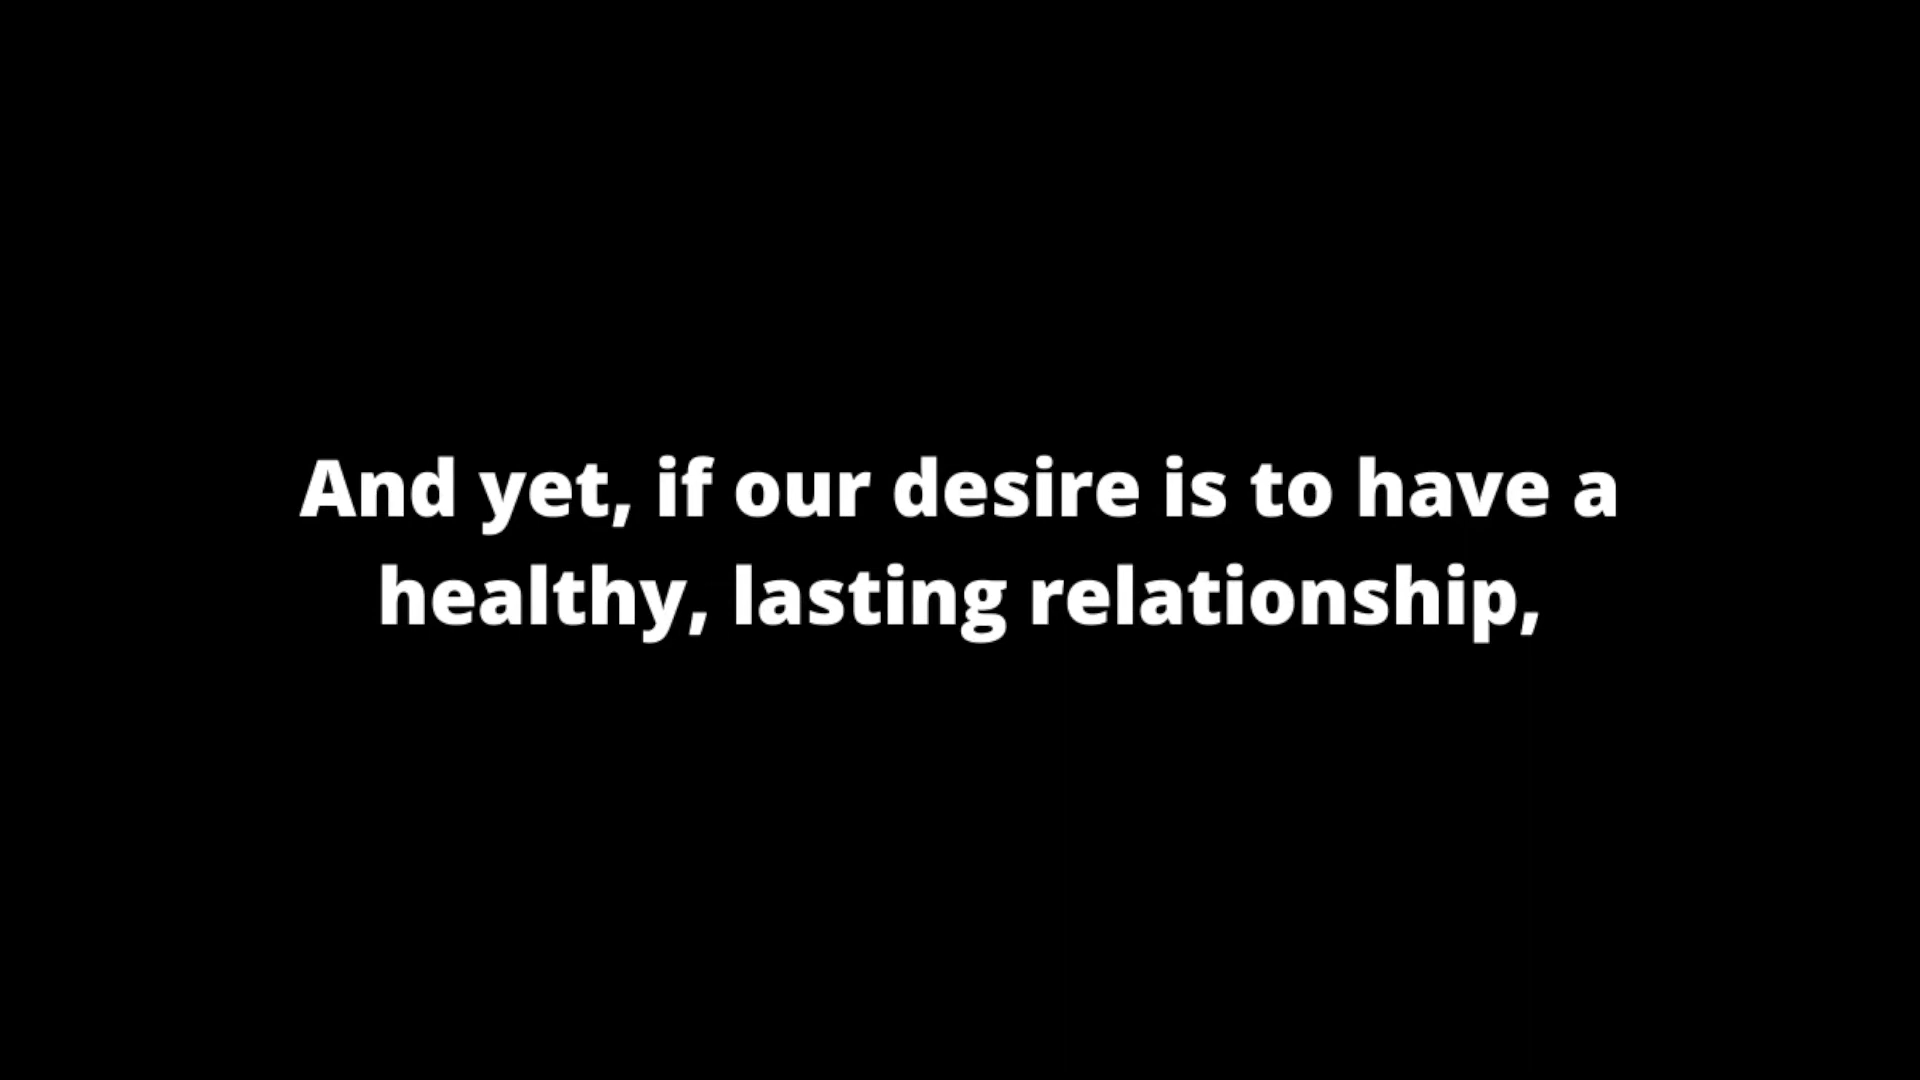 And yet, if our desire is to have a
healthy, lasting relationship,